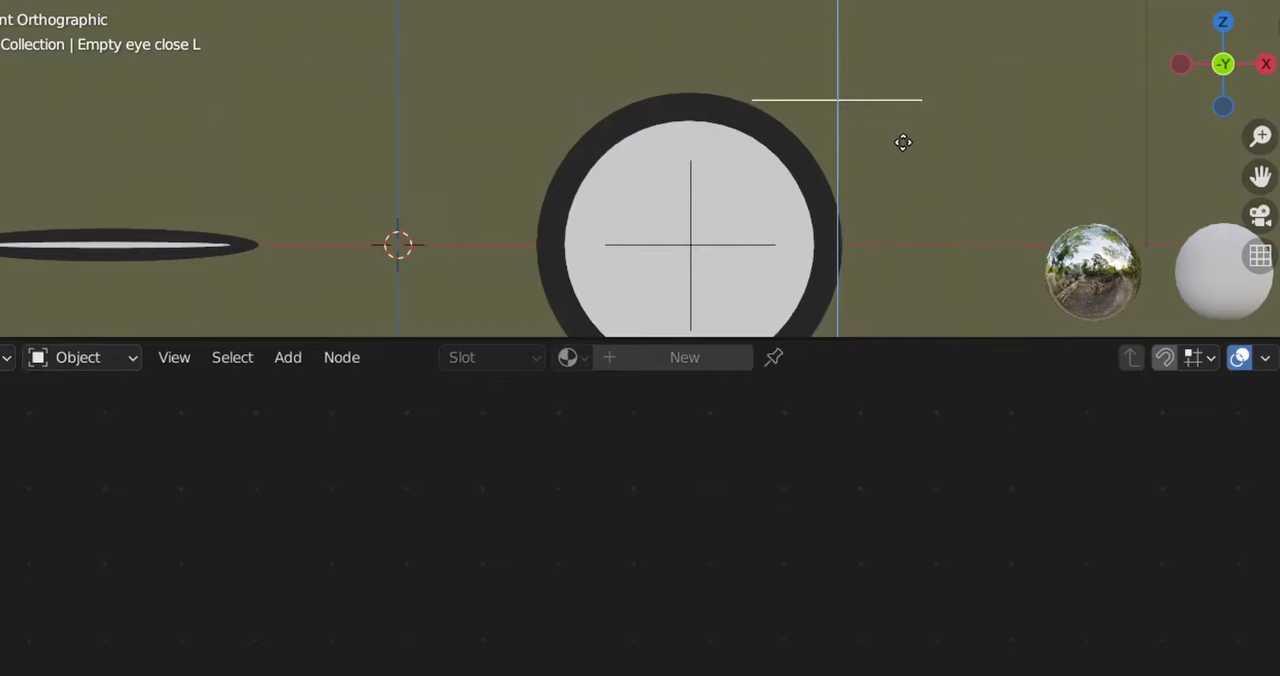 nt Orthographic
Collection | Empty eye close L
Z
-Y
X
Object View Select Add Node Slot New